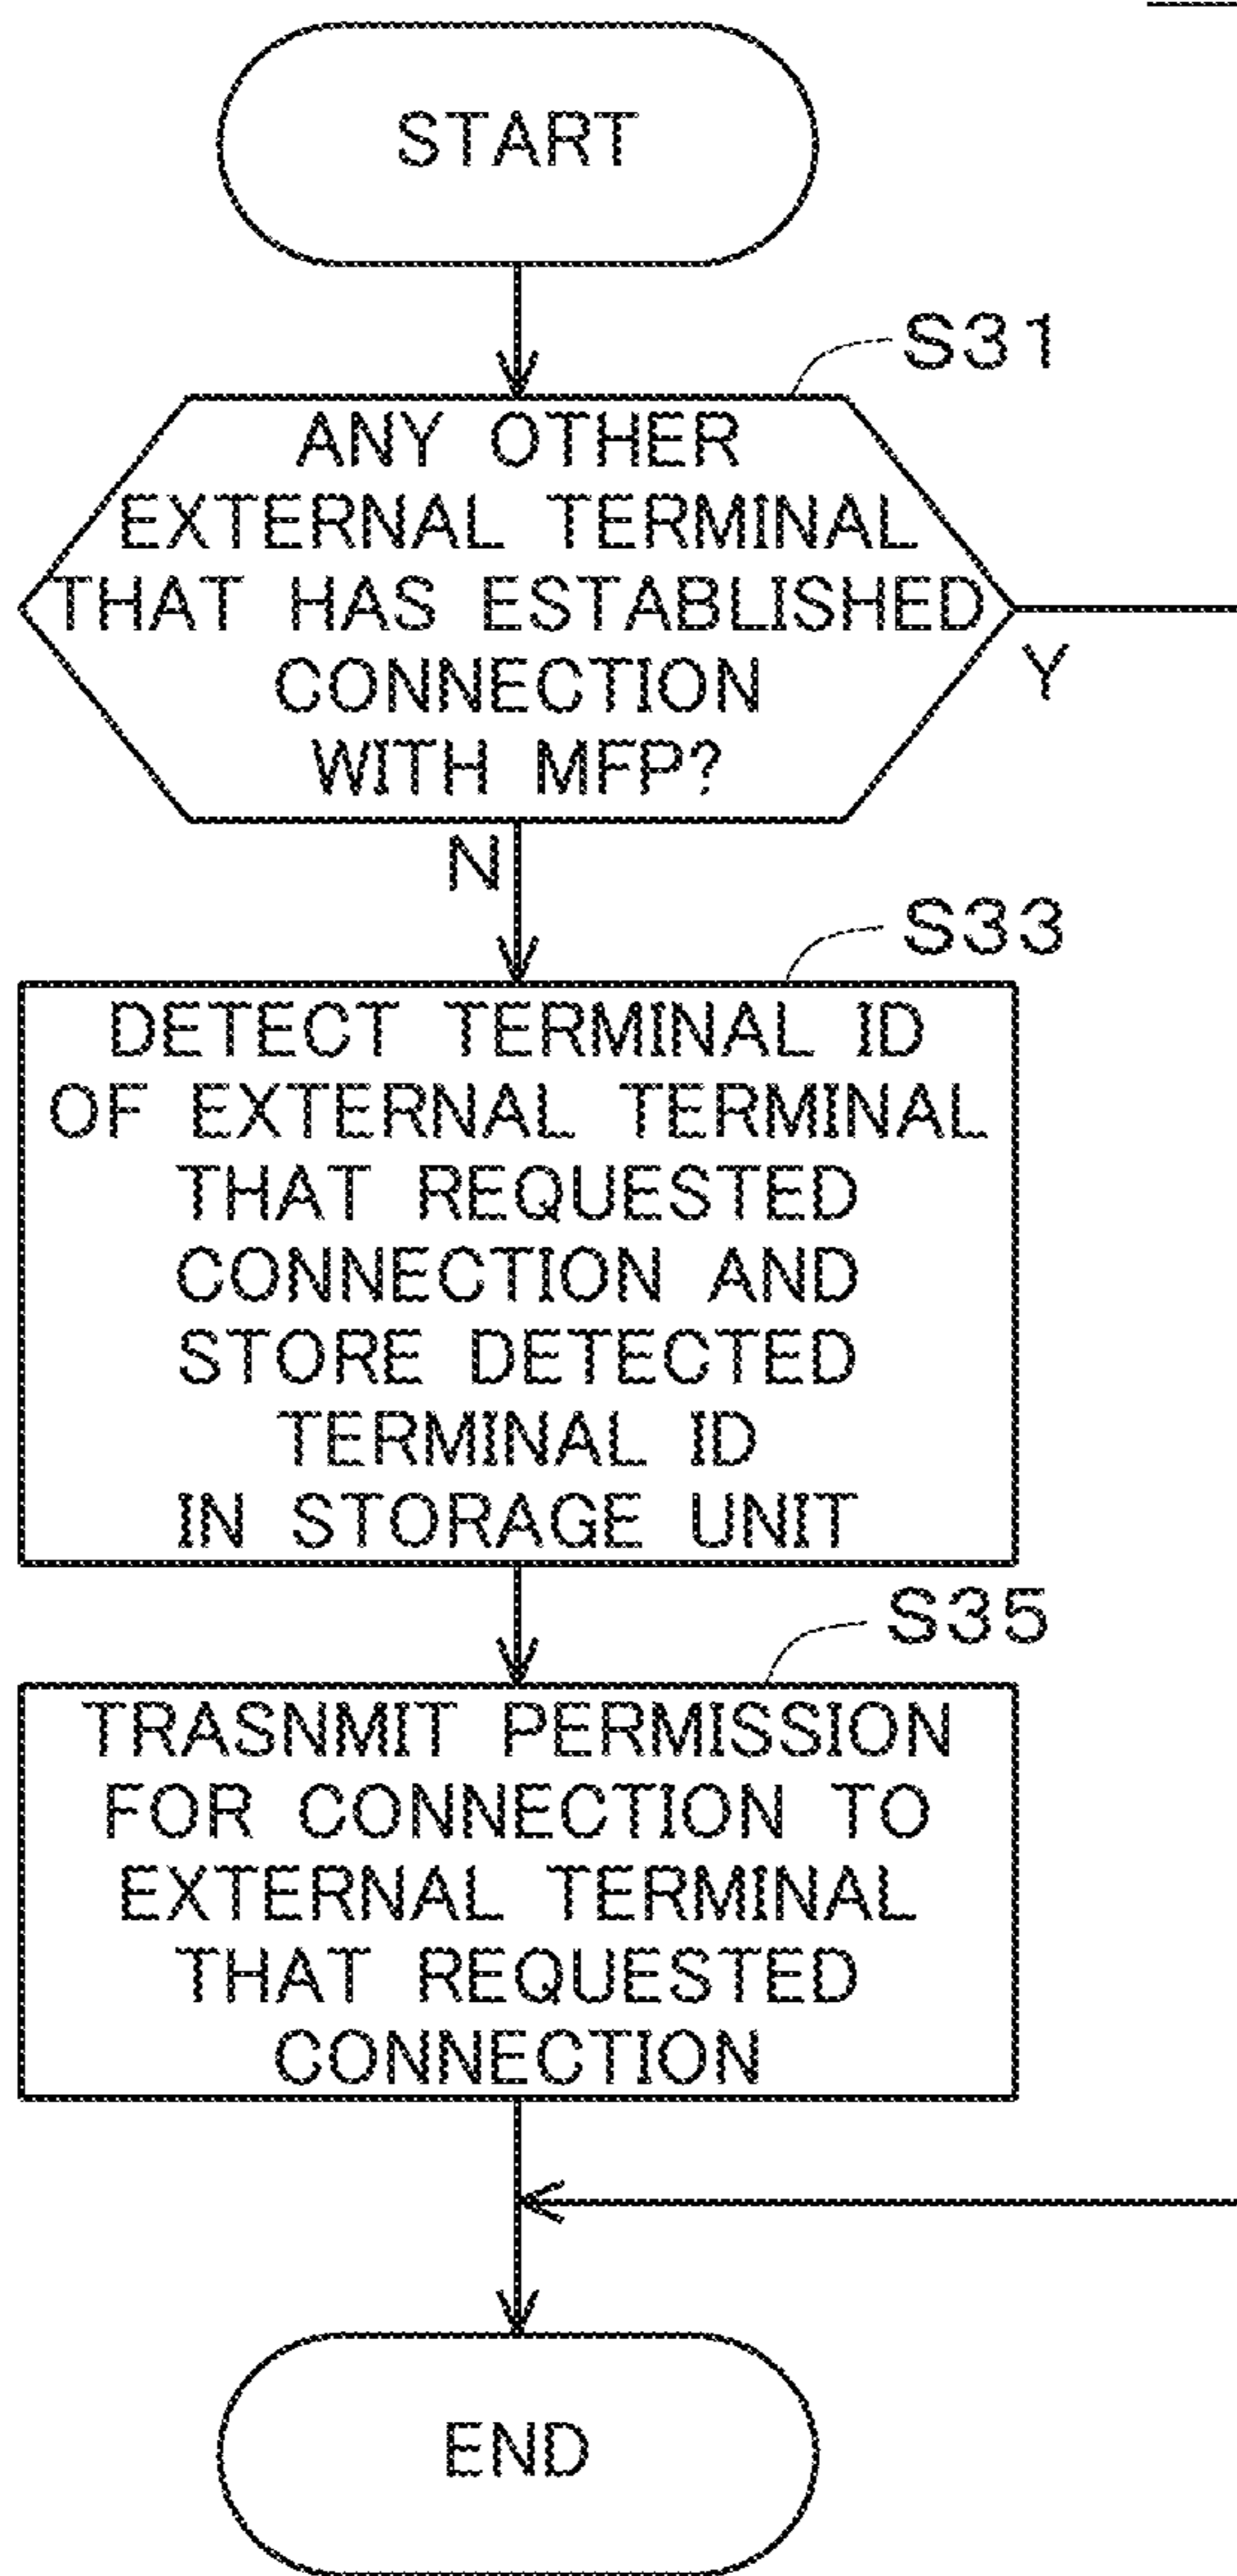 START
S31
ANY OTHER
EXTERNAL TERMINAL
THAT HAS ESTABLISHED
CONNECTION
WITH MFP?
Y
N
S33
DETECT TERMINAL ID
OF EXTERNAL TERMINAL
THAT REQUESTED
CONNECTION AND
STORE DETECTED
TERMINAL ID
IN STORAGE UNIT
S35
TRASNMIT PERMISSION
FOR CONNECTION TO
EXTERNAL TERMINAL
THAT REQUESTED
CONNECTION
END